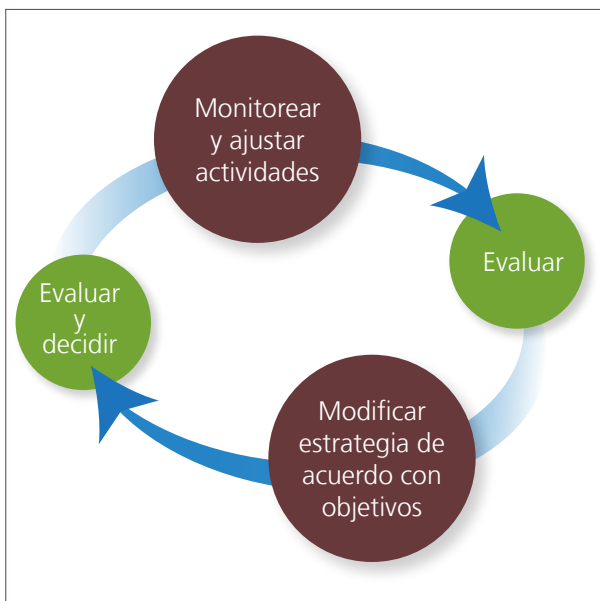 Monitorear
y ajustar
actividades
Evaluar
Evaluar
y
decidir
Modificar
estrategia de
acuerdo con
objetivos